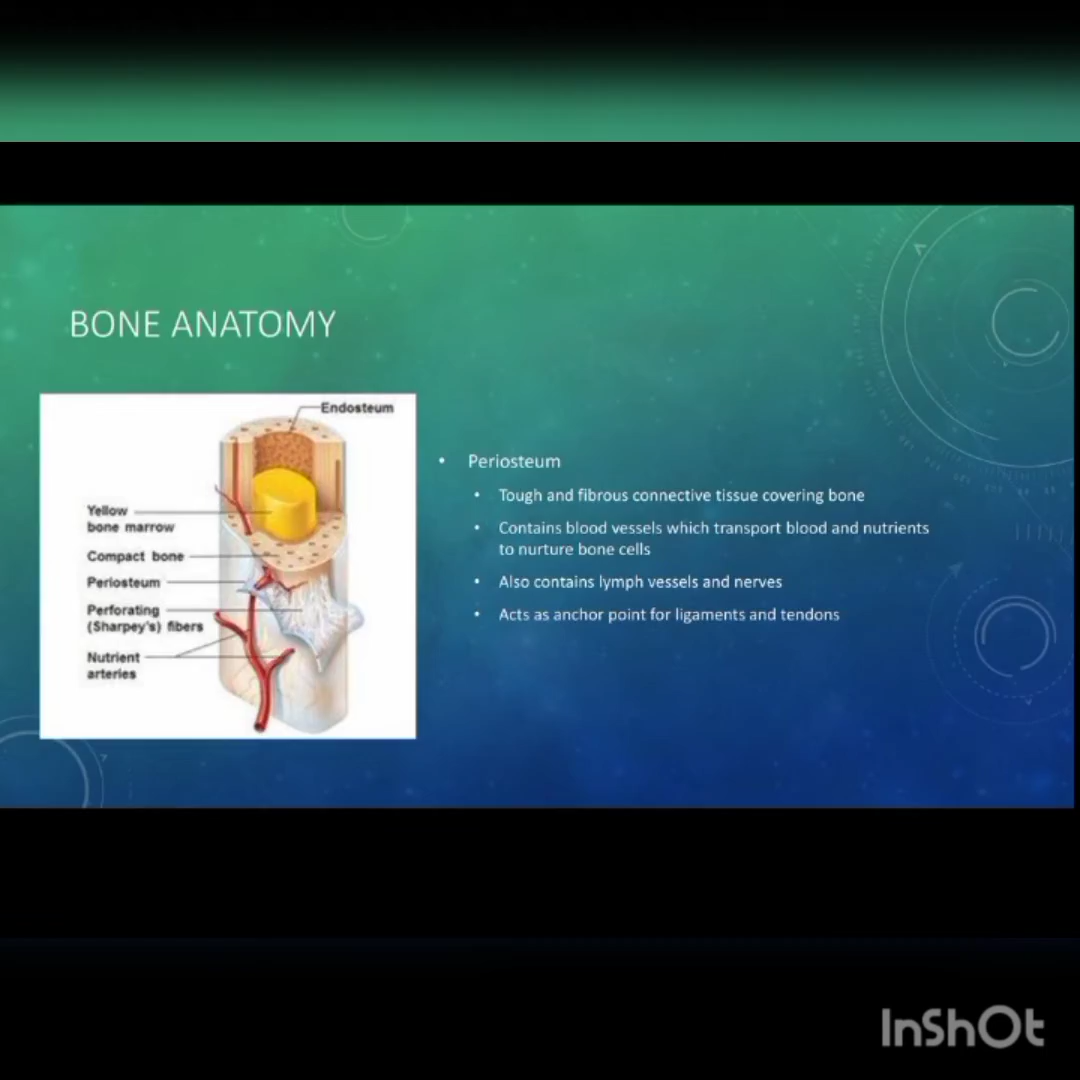 BONE ANATOMY
Endosteum
Yellow
bone marrow
Compact bone
Periosteum
Perforating
(Sharpey's) fibers
Nutrient
arteries
• Periosteum
• Tough and fibrous connective tissue covering bone
• Contains blood vessels which transport blood and nutrients
to nurture bone cells
• Also contains lymph vessels and nerves
• Acts as anchor point for ligaments and tendons
InShOt